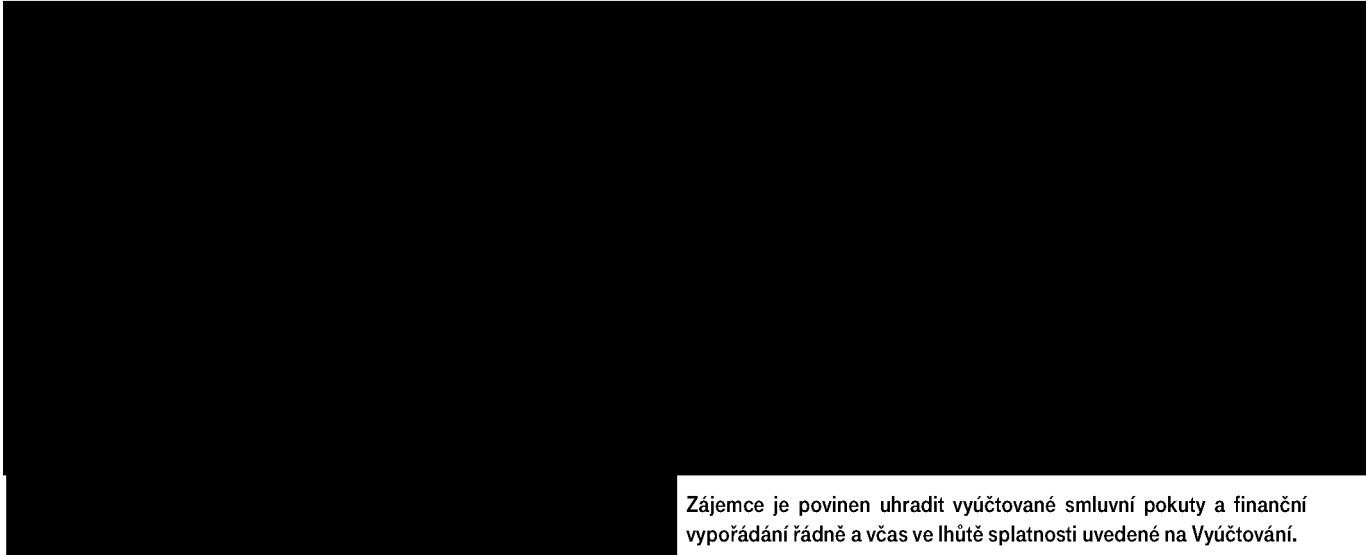 Zájemce je povinen uhradit vyúčtované smluvní pokuty a finanční
vypořádání řádně a včas ve lhůtě splatnosti uvedené na Vyúčtování.